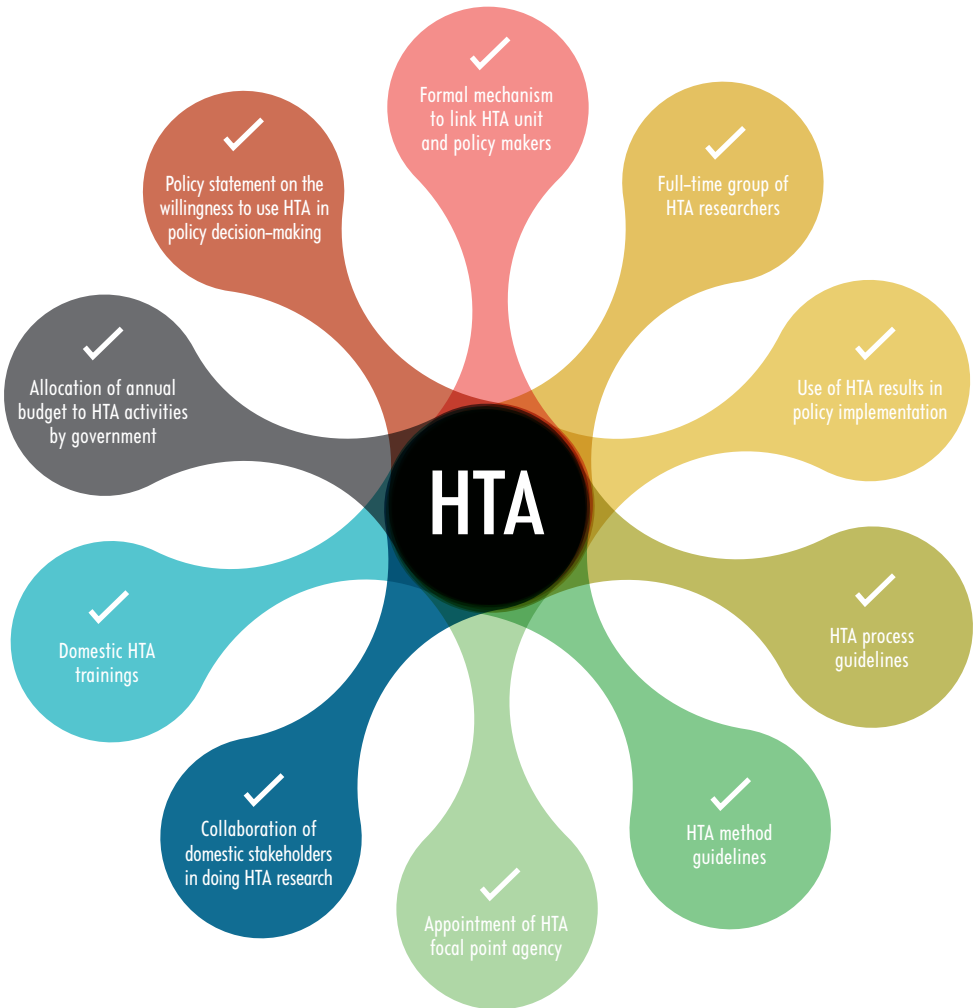 Formal mechanism
to link HTA unit
and policy makers
Full-time group of
HTA researchers
Use of HTA results in
policy implementation
HTA process
guidelines
HTA method
guidelines
Appointment of HTA
focal point agency
Collaboration of
domestic stakeholders
in doing HTA research
Domestic HTA
trainings
Allocation of annual
budget to HTA activities
by government
Policy statement on the
willingness to use HTA in
policy decision-making
HTA